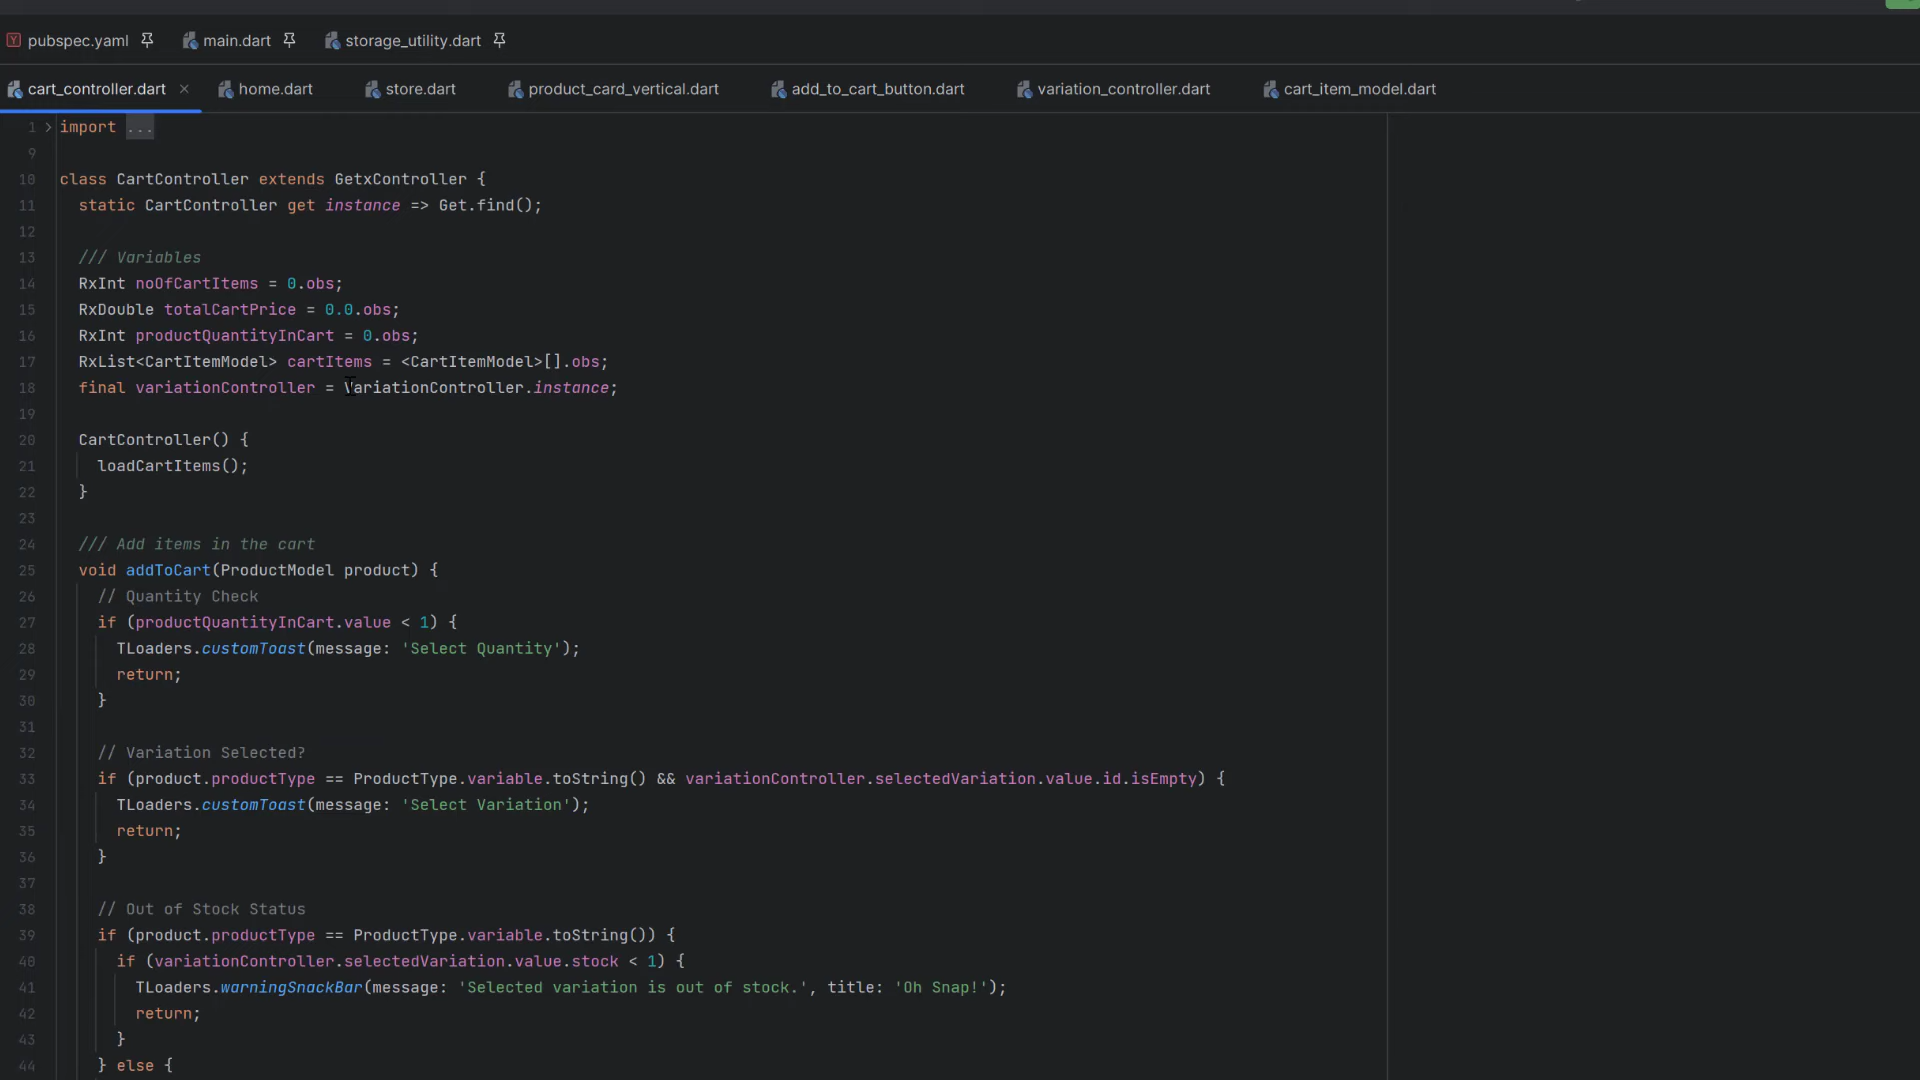 pubspec.yaml main.dart storage_utility.dart
cart_controller.dart home.dart store.dart product_card_vertical.dart add_to_cart_button.dart variation_controller.dart cart_item_model.dart
1 import ...
9
10 class CartController extends GetxController {
11 static CartController get instance => Get.find();
12
13 /// Variables
14 RxInt noOfCartItems = 0.obs;
15 RxDouble totalCartPrice = 0.0.obs;
16 RxInt productQuantityInCart = 0.obs;
17 RxList<CartItemModel> cartItems = <CartItemModel>[].obs;
18 final variationController = VariationController.instance;
19
20 CartController() {
21 loadCartItems();
22 }
23
24 /// Add items in the cart
25 void addToCart(ProductModel product) {
26 // Quantity Check
27 if (productQuantityInCart.value < 1) {
28 TLoaders.customToast(message: 'Select Quantity');
29 return;
30 }
31
32 // Variation Selected?
33 if (product.productType == ProductType.variable.toString() && variationController.selectedVariation.value.id.isEmpty) {
34 TLoaders.customToast(message: 'Select Variation');
35 return;
36 }
37
38 // Out of Stock Status
39 if (product.productType == ProductType.variable.toString()) {
40 if (variationController.selectedVariation.value.stock < 1) {
41 TLoaders.warningSnackBar(message: 'Selected variation is out of stock.', title: 'Oh Snap!');
42 return;
43 }
44 } else {